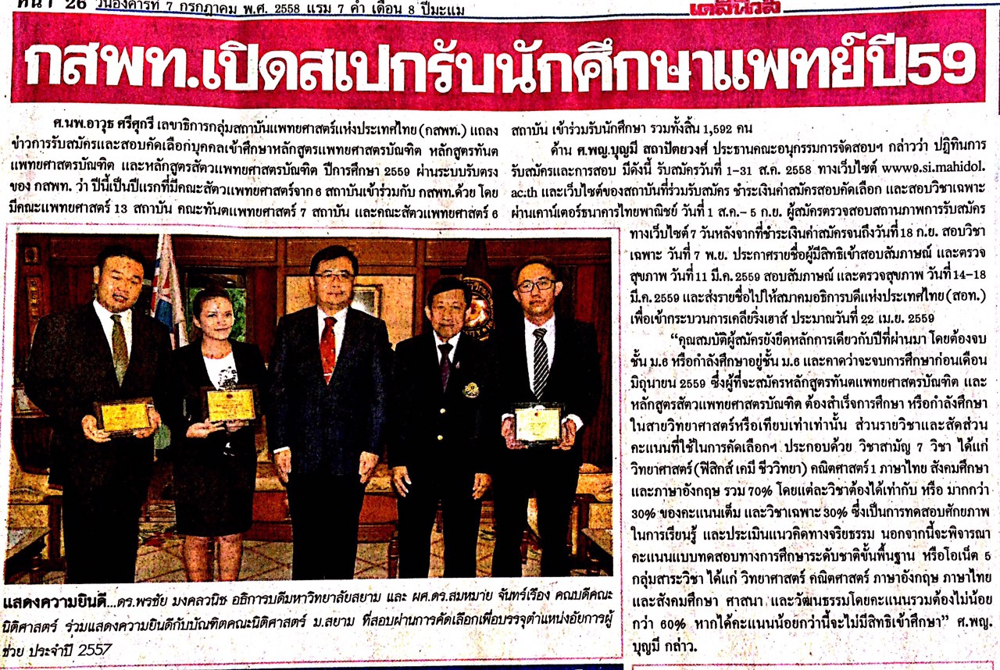 หน้า 26 วันอังคารที่ 7 กรกฎาคม พ.ศ. 2558 แรม 7 ค่ำ เดือน 8 ปีมะแม
เดลินิวส์
กสพท.เปิดสเปกรับนักศึกษาแพทย์ปี59
ศ.นพ.อาวุธ ศรีศุกรี เลขาธิการกลุ่มสถาบันแพทยศาสตร์แห่งประเทศไทย (กสพท.) แถลง
ข่าวการรับสมัครและสอบคัดเลือกบุคคลเข้าศึกษาหลักสูตรแพทยศาสตรบัณฑิต หลักสูตรทันต
แพทยศาสตรบัณฑิต และหลักสูตรสัตวแพทยศาสตรบัณฑิต ปีการศึกษา 2559 ผ่านระบบรับตรง
ของ กสพท. ว่า ปีนี้เป็นปีแรกที่มีคณะสัตวแพทยศาสตร์จาก 6 สถาบันเข้าร่วมกับ กสพท.ด้วย โดย
มีคณะแพทยศาสตร์ 13 สถาบัน คณะทันตแพทยศาสตร์ 7 สถาบัน และคณะสัตวแพทยศาสตร์ 6
สถาบัน เข้าร่วมรับนักศึกษา รวมทั้งสิ้น 1,592 คน
ด้าน ศ.พญ.บุญมี สถาปัตยวงศ์ ประธานคณะอนุกรรมการจัดสอบฯ กล่าวว่า ปฏิทินการ
รับสมัครและการสอบ มีดังนี้ รับสมัครวันที่ 1-31 ส.ค. 2558 ทางเว็บไซต์ www9.si.mahidol.
ac.th และเว็บไซต์ของสถาบันที่ร่วมรับสมัคร ชำระเงินค่าสมัครสอบคัดเลือก และสอบวิชาเฉพาะ
ผ่านเคาน์เตอร์ธนาคารไทยพาณิชย์ วันที่ 1 ส.ค.- 5 ก.ย. ผู้สมัครตรวจสอบสถานภาพการรับสมัคร
ทางเว็บไซต์ 7 วันหลังจากที่ชำระเงินค่าสมัครจนถึงวันที่ 18 ก.ย. สอบวิชา
เฉพาะ วันที่ 7 พ.ย. ประกาศรายชื่อผู้มีสิทธิเข้าสอบสัมภาษณ์ และตรวจ
สุขภาพ วันที่ 11 มี.ค. 2559 สอบสัมภาษณ์ และตรวจสุขภาพ วันที่ 14-18
มี.ค. 2559 และส่งรายชื่อไปให้สมาคมอธิการบดีแห่งประเทศไทย (สอท.)
เพื่อเข้ากระบวนการเคลียริ่งเฮาส์ ประมาณวันที่ 22 เม.ย. 2559
“คุณสมบัติผู้สมัครยังยึดหลักการเดียวกับปีที่ผ่านมา โดยต้องจบ
ชั้น ม.6 หรือกำลังศึกษาอยู่ชั้น ม.6 และคาดว่าจะจบการศึกษาก่อนเดือน
มิถุนายน 2559 ซึ่งผู้ที่จะสมัครหลักสูตรทันตแพทยศาสตรบัณฑิต และ
หลักสูตรสัตวแพทยศาสตรบัณฑิต ต้องสำเร็จการศึกษา หรือกำลังศึกษา
ในสายวิทยาศาสตร์หรือเทียบเท่าเท่านั้น ส่วนรายวิชาและสัดส่วน
คะแนนที่ใช้ในการคัดเลือกฯ ประกอบด้วย วิชาสามัญ 7 วิชา ได้แก่
วิทยาศาสตร์ (ฟิสิกส์ เคมี ชีววิทยา) คณิตศาสตร์ 1 ภาษาไทย สังคมศึกษา
และภาษาอังกฤษ รวม 70% โดยแต่ละวิชาต้องได้เท่ากับ หรือ มากกว่า
30% ของคะแนนเต็ม และวิชาเฉพาะ 30% ซึ่งเป็นการทดสอบศักยภาพ
ในการเรียนรู้ และประเมินแนวคิดทางจริยธรรม นอกจากนี้จะพิจารณา
คะแนนแบบทดสอบทางการศึกษาระดับชาติขั้นพื้นฐาน หรือโอเน็ต 5
กลุ่มสาระวิชา ได้แก่ วิทยาศาสตร์ คณิตศาสตร์ ภาษาอังกฤษ ภาษาไทย
และสังคมศึกษา ศาสนา และวัฒนธรรมโดยคะแนนรวมต้องไม่น้อย
กว่า 60% หากได้คะแนนน้อยกว่านี้จะไม่มีสิทธิเข้าศึกษา” ศ.พญ.
บุญมี กล่าว.
แสดงความยินดี...ดร.พรชัย มงคลวนิช อธิการบดีมหาวิทยาลัยสยาม และ ผศ.ดร.สมหมาย จันทร์เรือง คณบดีคณะ
นิติศาสตร์ ร่วมแสดงความยินดีกับบัณฑิตคณะนิติศาสตร์ ม.สยาม ที่สอบผ่านการคัดเลือกเพื่อบรรจุตำแหน่งอัยการผู้
ช่วย ประจำปี 2557